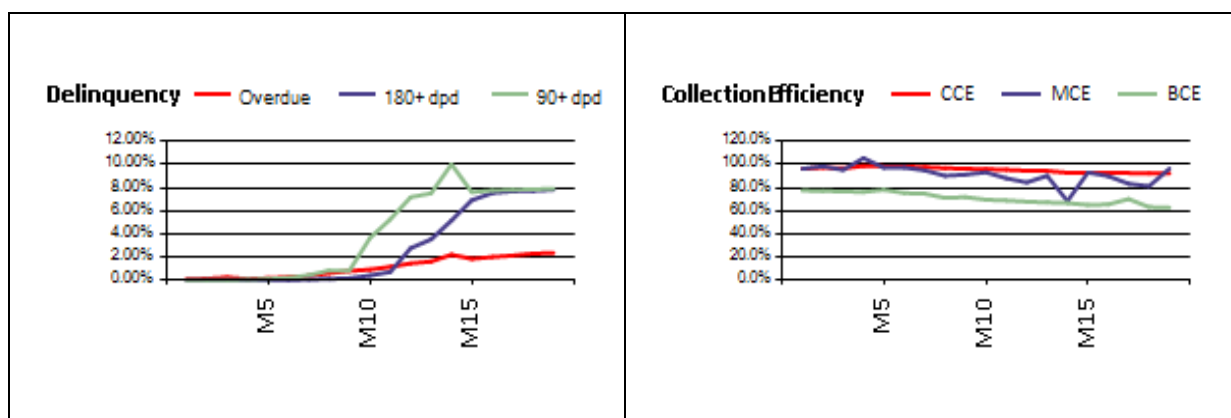 Delinquency Overdue 180+ dpd 90+ dpd
12.00%
10.00%
8.00%
6.00%
4.00%
2.00%
0.00%
M5
M10
M15
Collection Efficiency CCE MCE BCE
120.0%
100.0%
80.0%
60.0%
40.0%
20.0%
0.0%
M5
M10
M15